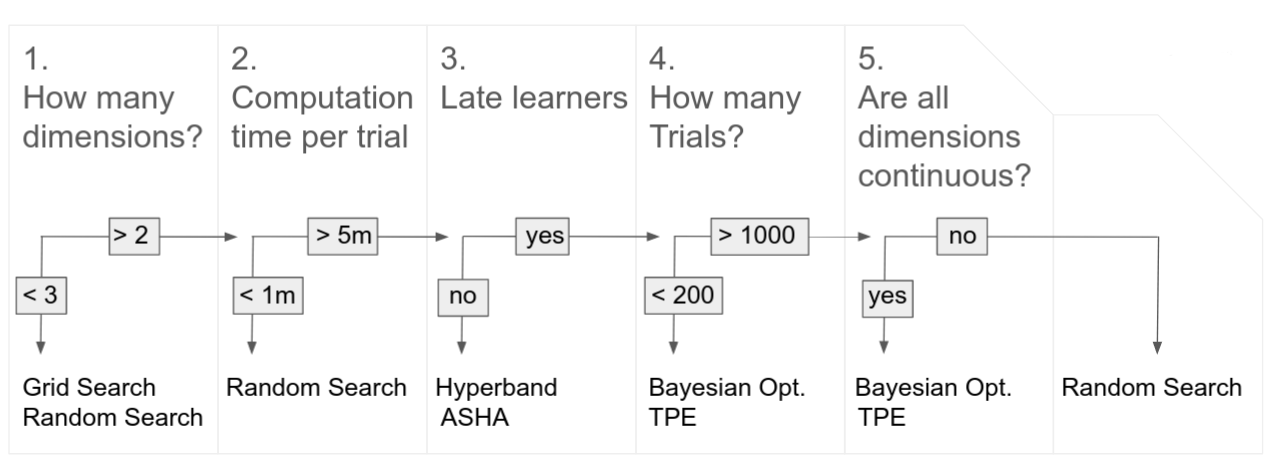 1.
How many
dimensions?
2.
Computation
time per trial
3.
Late learners
4.
How many
Trials?
5.
Are all
dimensions
continuous?
> 2
> 5m
yes
> 1000
no
< 3
< 1m
no
< 200
yes
Grid Search
Random Search
Random Search
Hyperband
ASHA
Bayesian Opt.
TPE
Bayesian Opt.
TPE
Random Search